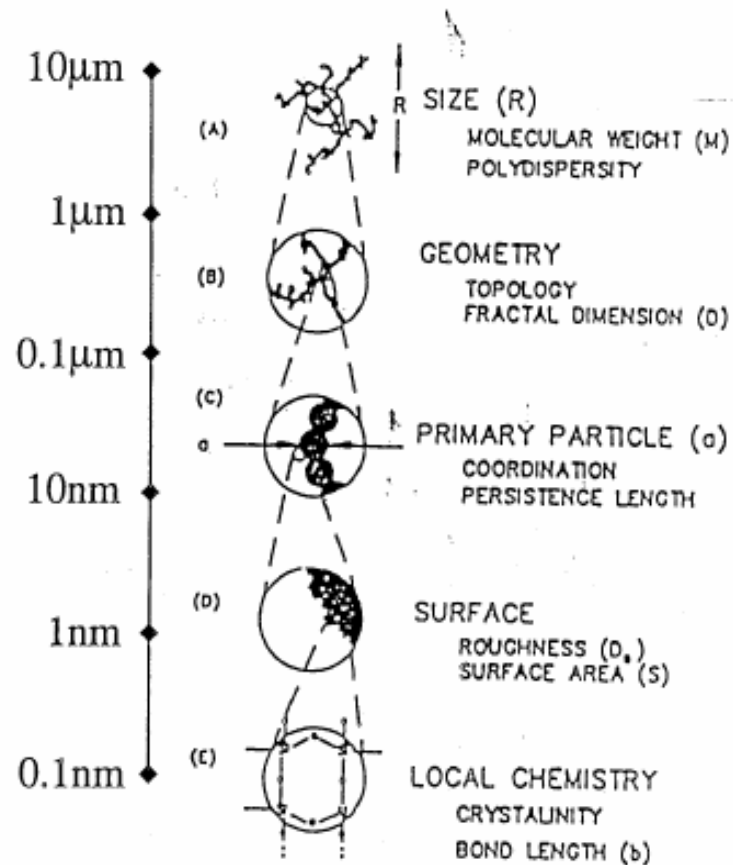 10µm
(A)
R
SIZE (R)
MOLECULAR WEIGHT (M)
POLYDISPERSITY
1µm
(B)
GEOMETRY
TOPOLOGY
FRACTAL DIMENSION (D)
0.1µm
(C)
a
PRIMARY PARTICLE (a)
COORDINATION
PERSISTENCE LENGTH
10nm
(D)
1nm
SURFACE
ROUGHNESS (Dₛ)
SURFACE AREA (S)
(E)
0.1nm
LOCAL CHEMISTRY
CRYSTALINITY
BOND LENGTH (b)